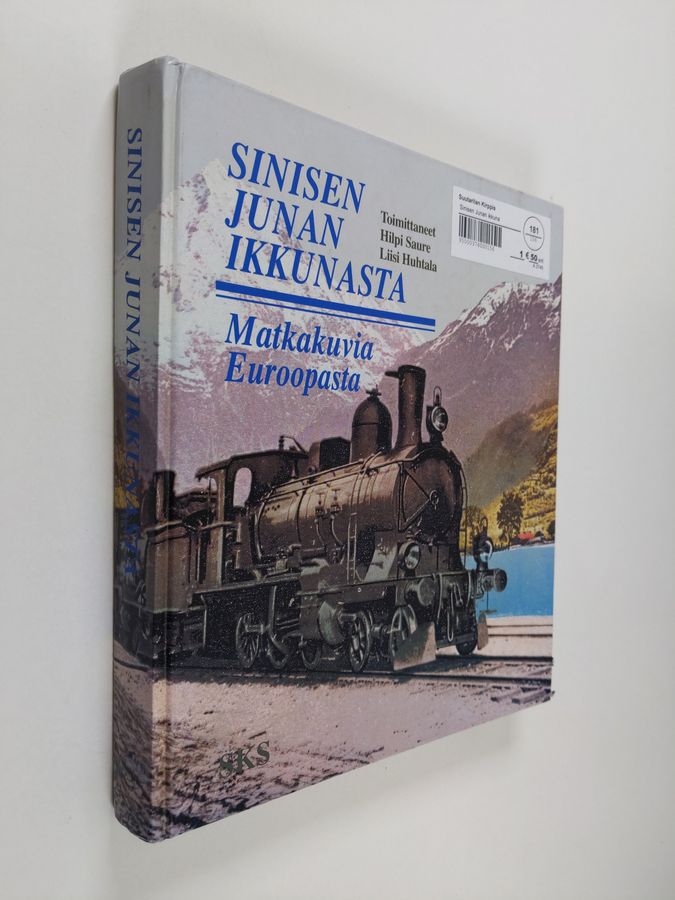 SINISEN JUNAN IKKUNASTA
SINISEN
JUNAN
IKKUNASTA
Toimittaneet
Hilpi Saure
Liisi Huhtala
Matkakuvia
Euroopasta
SKS
Suutarilan Kirppis
Sinisen Junan ikkuna
181
1 € 50